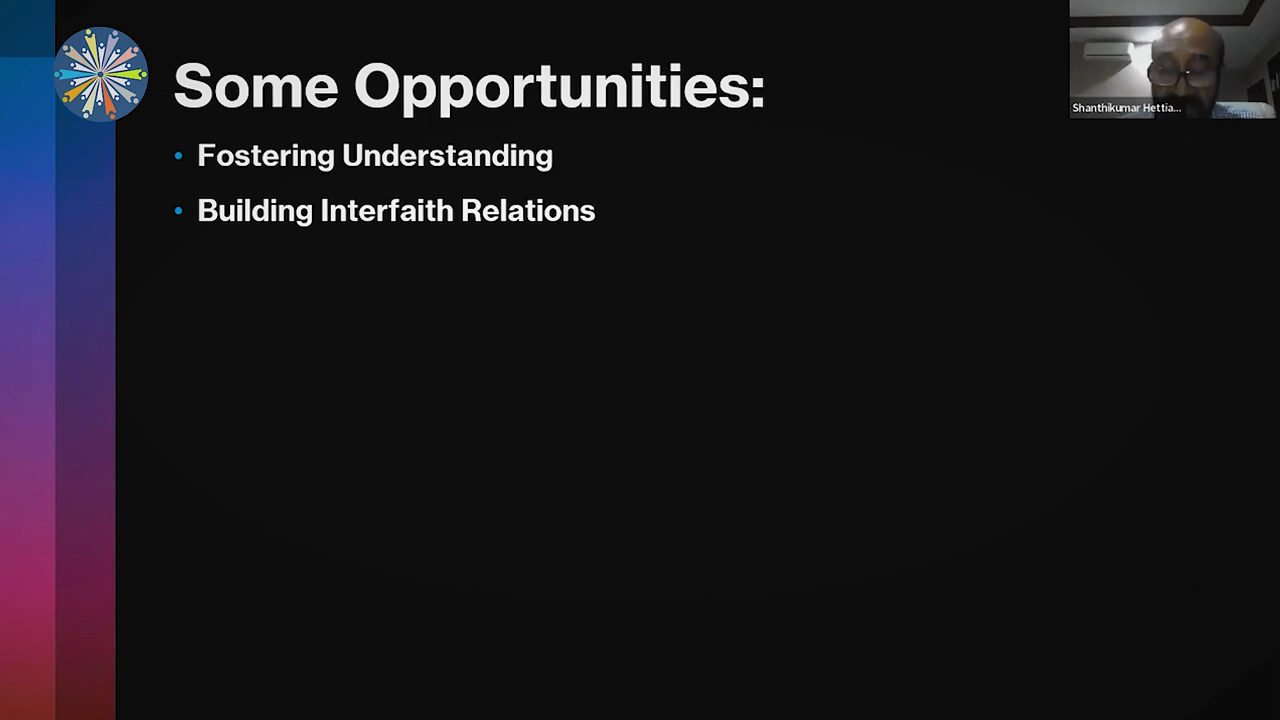 Some Opportunities:
• Fostering Understanding
• Building Interfaith Relations
Shanthikumar Hettia...